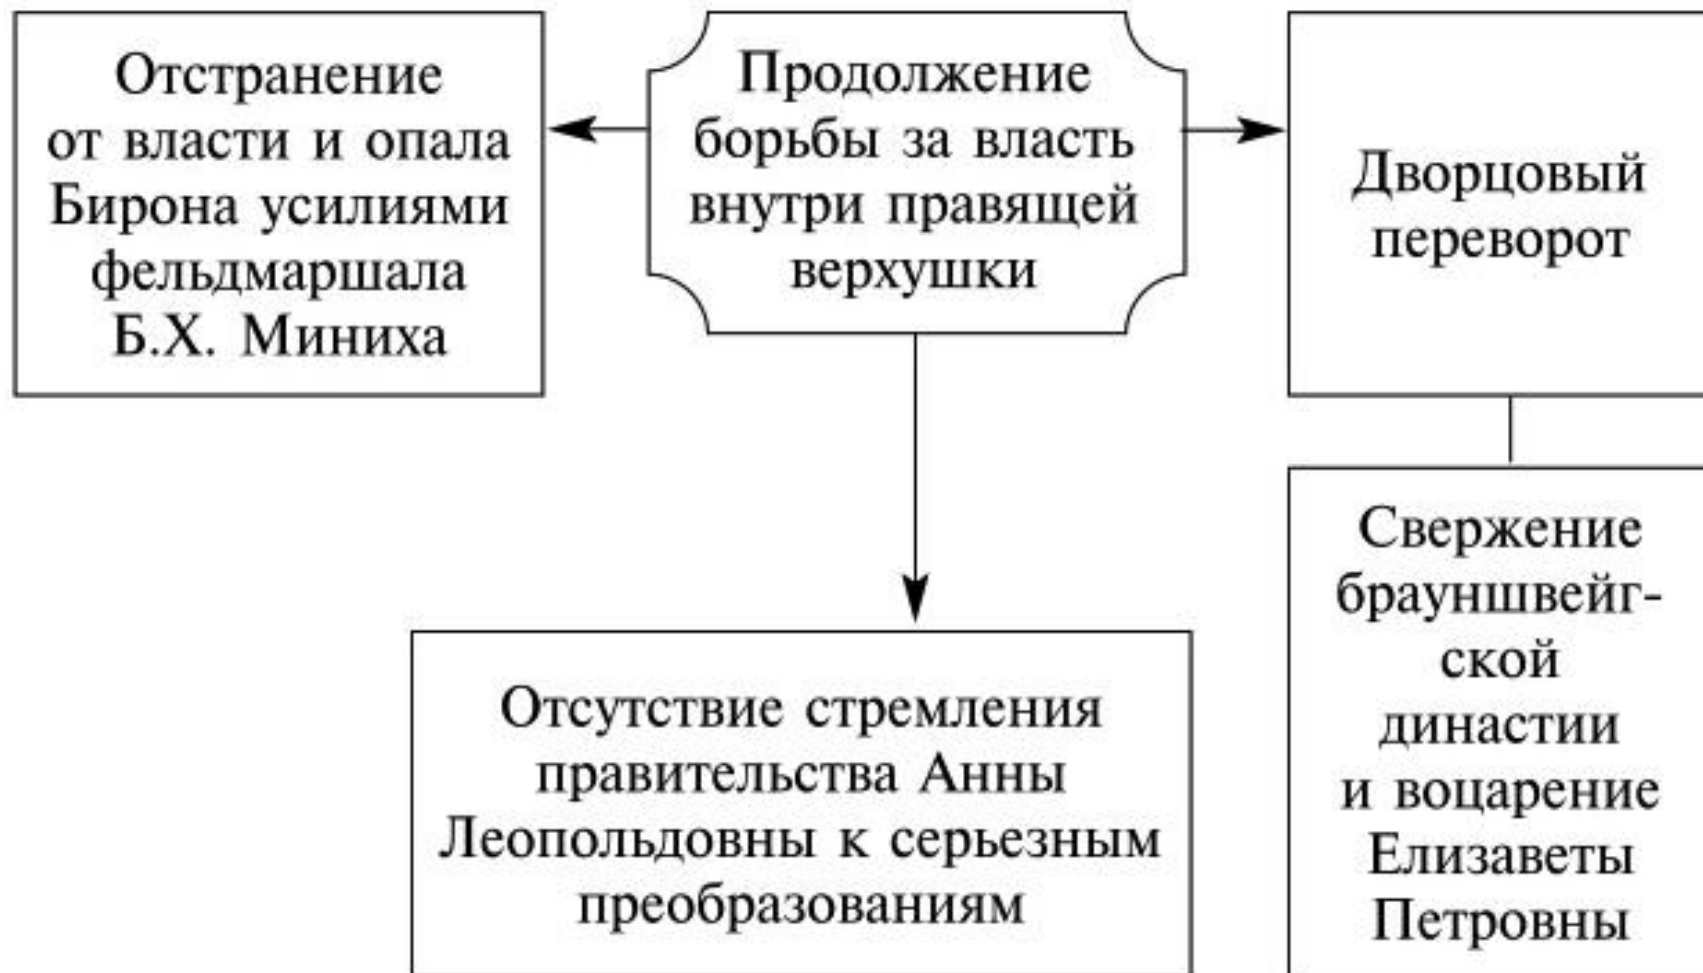 Отстранение
от власти и опала
Бирона усилиями
фельдмаршала
Б.Х. Миниха
Продолжение
борьбы за власть
внутри правящей
верхушки
Дворцовый
переворот
Отсутствие стремления
правительства Анны
Леопольдовны к серьезным
преобразованиям
Свержение
брауншвейг-
ской
династии
и воцарение
Елизаветы
Петровны